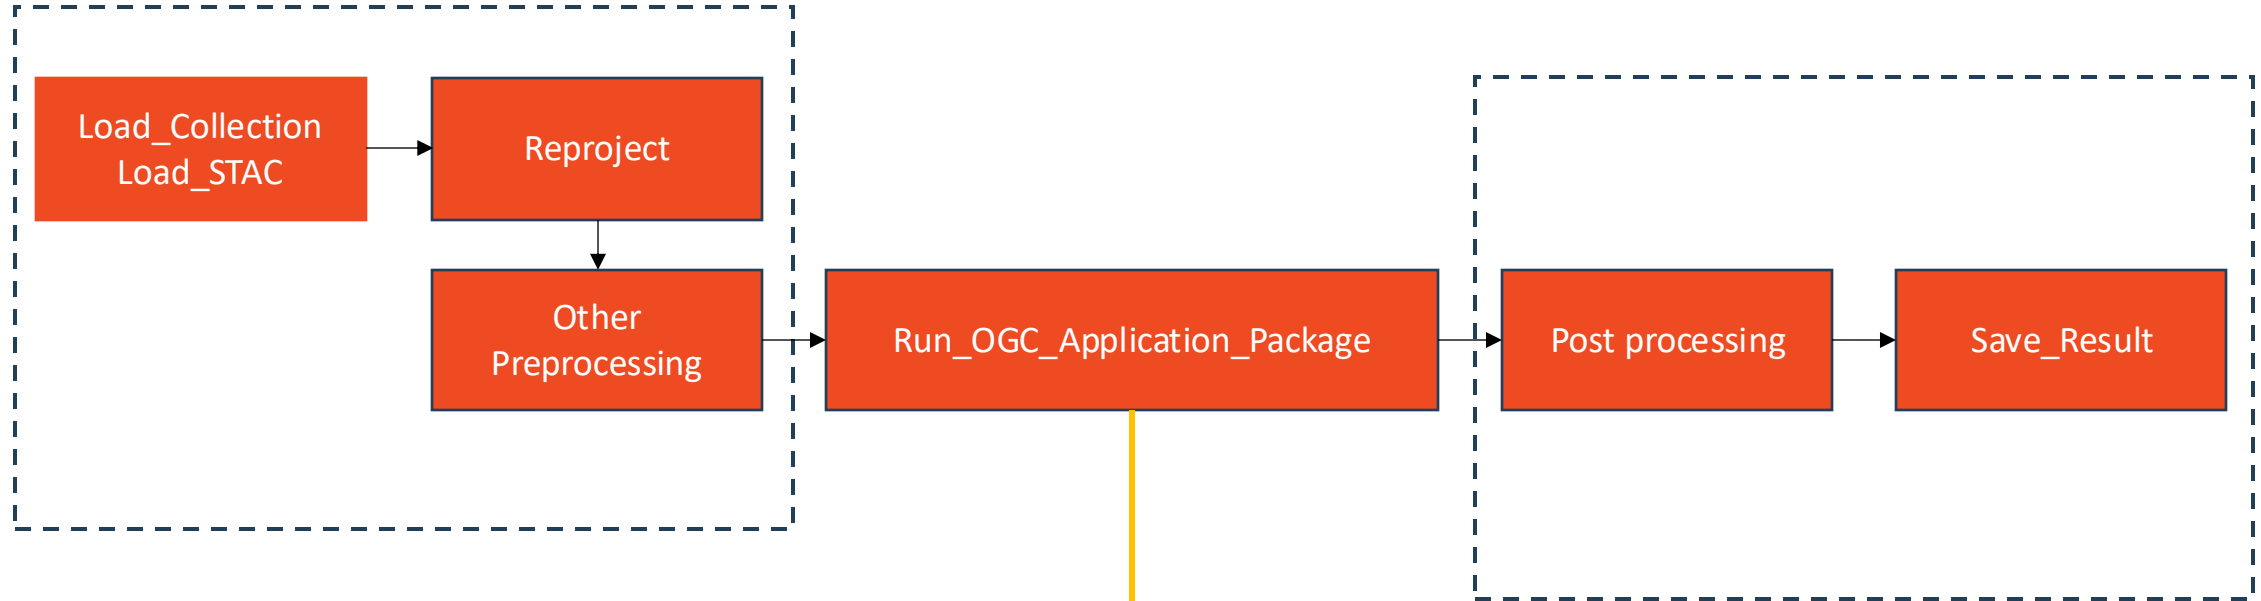 Load_Collection
Load_STAC
Reproject
Other
Preprocessing
Run_OGC_Application_Package
Post processing
Save_Result